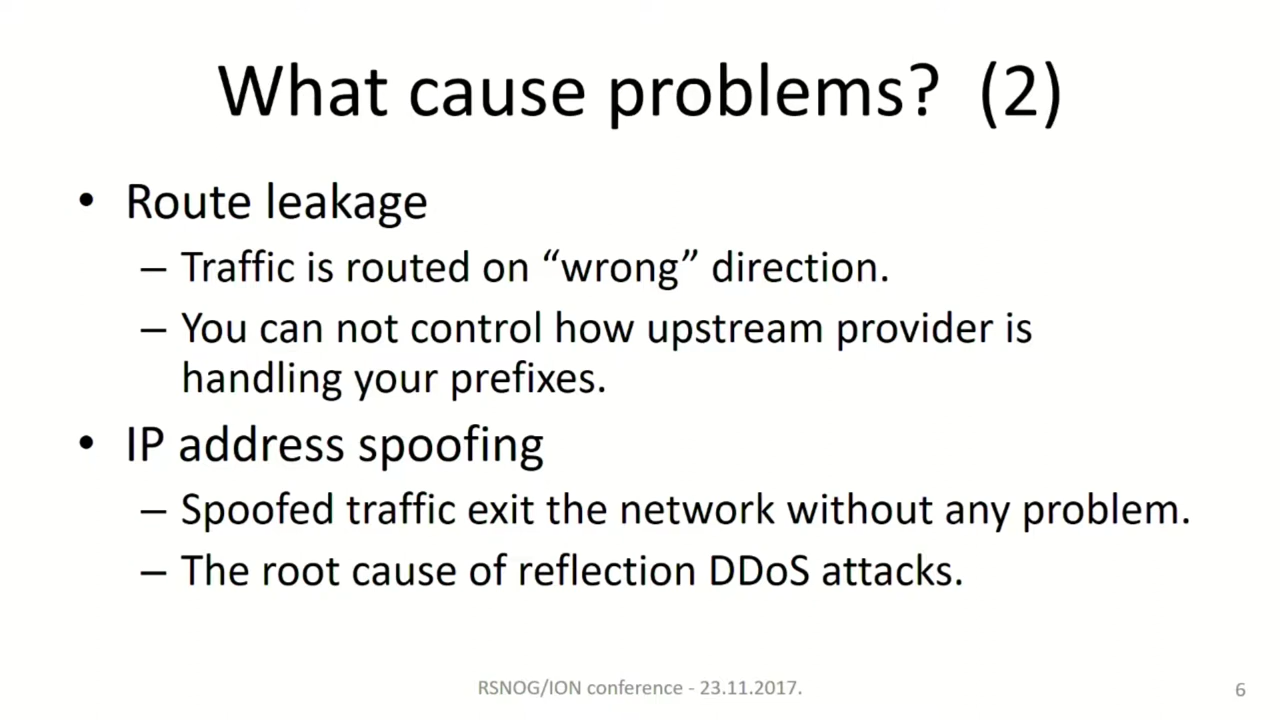 What cause problems? (2)
• Route leakage
– Traffic is routed on “wrong” direction.
– You can not control how upstream provider is
handling your prefixes.
• IP address spoofing
– Spoofed traffic exit the network without any problem.
– The root cause of reflection DDoS attacks.
RSNOG/ION conference - 23.11.2017.
6